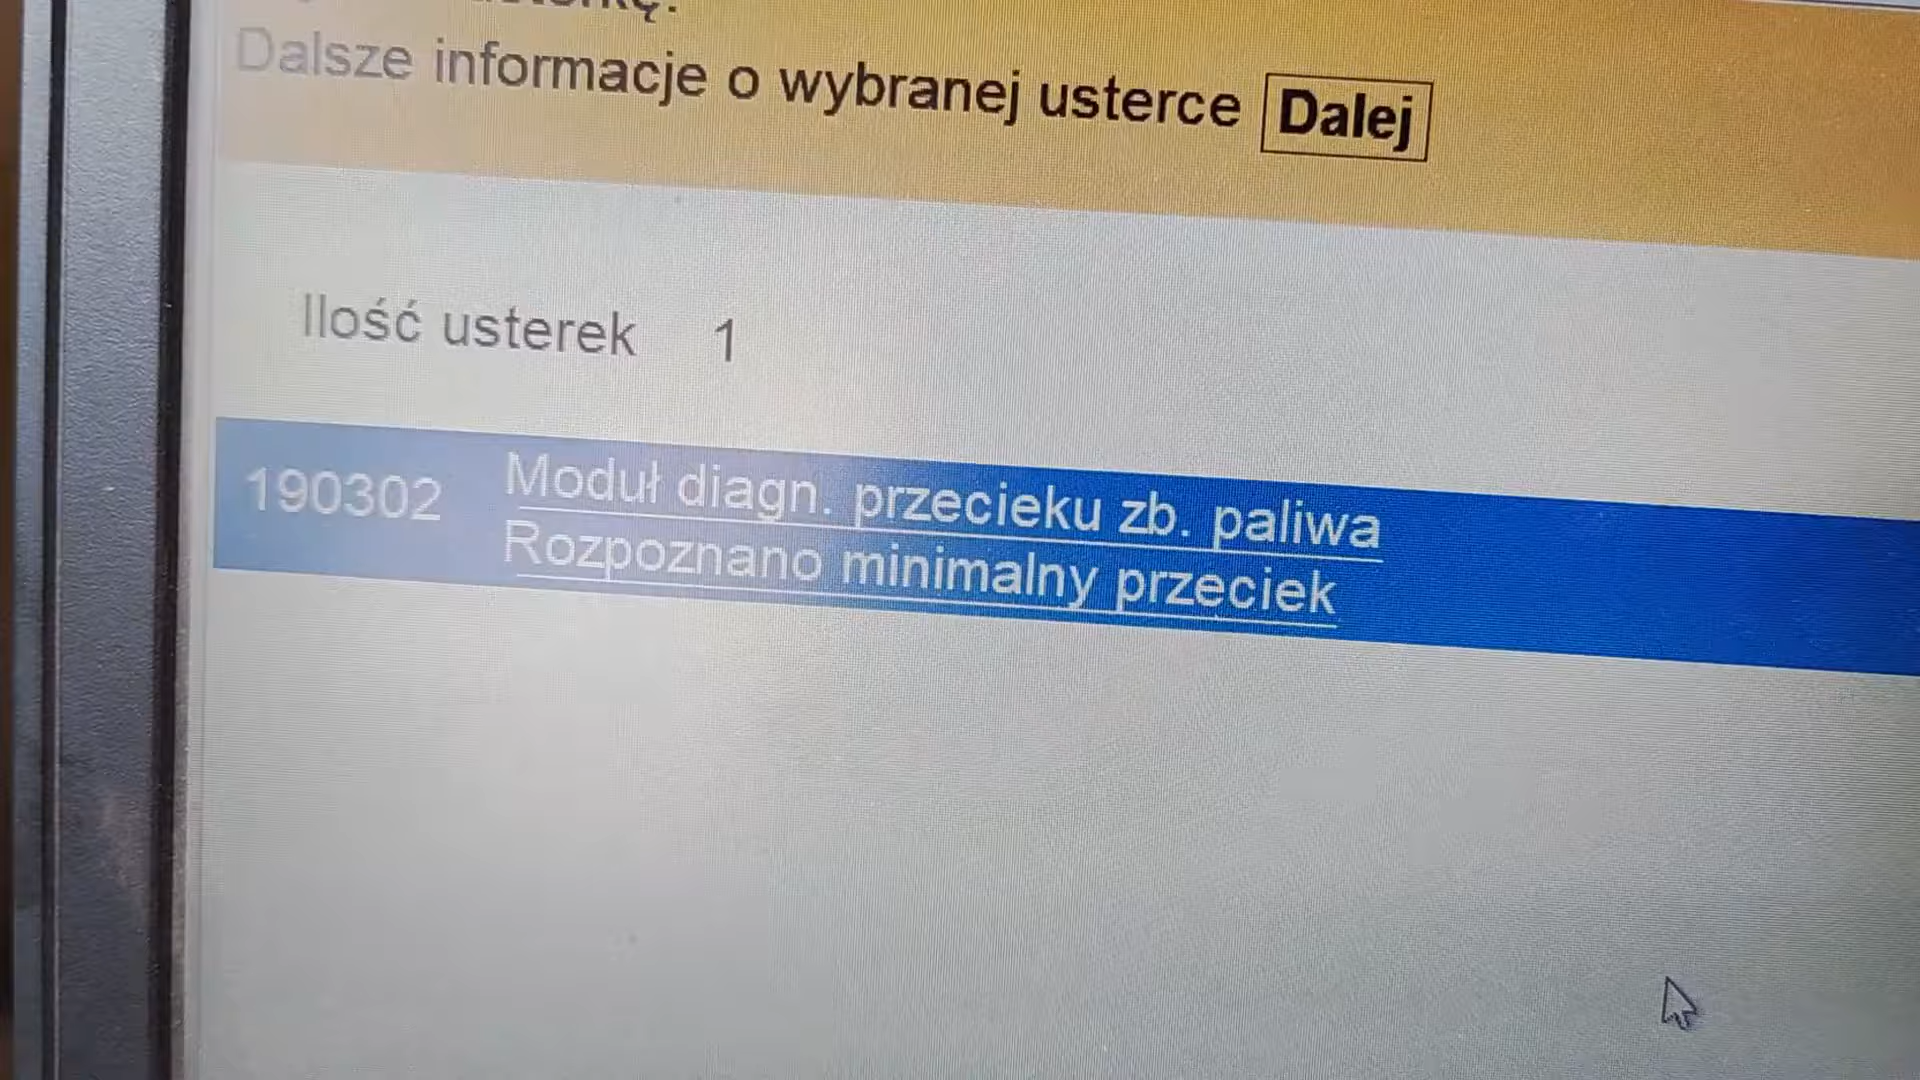 Dalsze informacje o wybranej usterce Dalej
Ilość usterek 1
190302 Moduł diagn. przecieku zb. paliwa
Rozpoznano minimalny przeciek